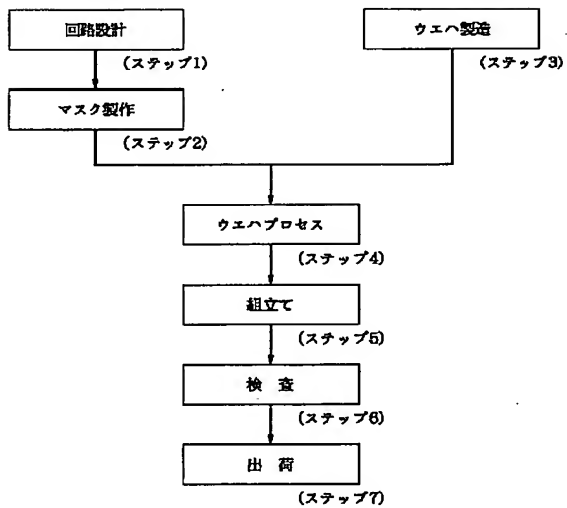 回路設計
(ステップ1)
ウエハ製造
(ステップ3)
マスク製作
(ステップ2)
ウエハプロセス
(ステップ4)
組立て
(ステップ5)
検 査
(ステップ6)
出 荷
(ステップ7)